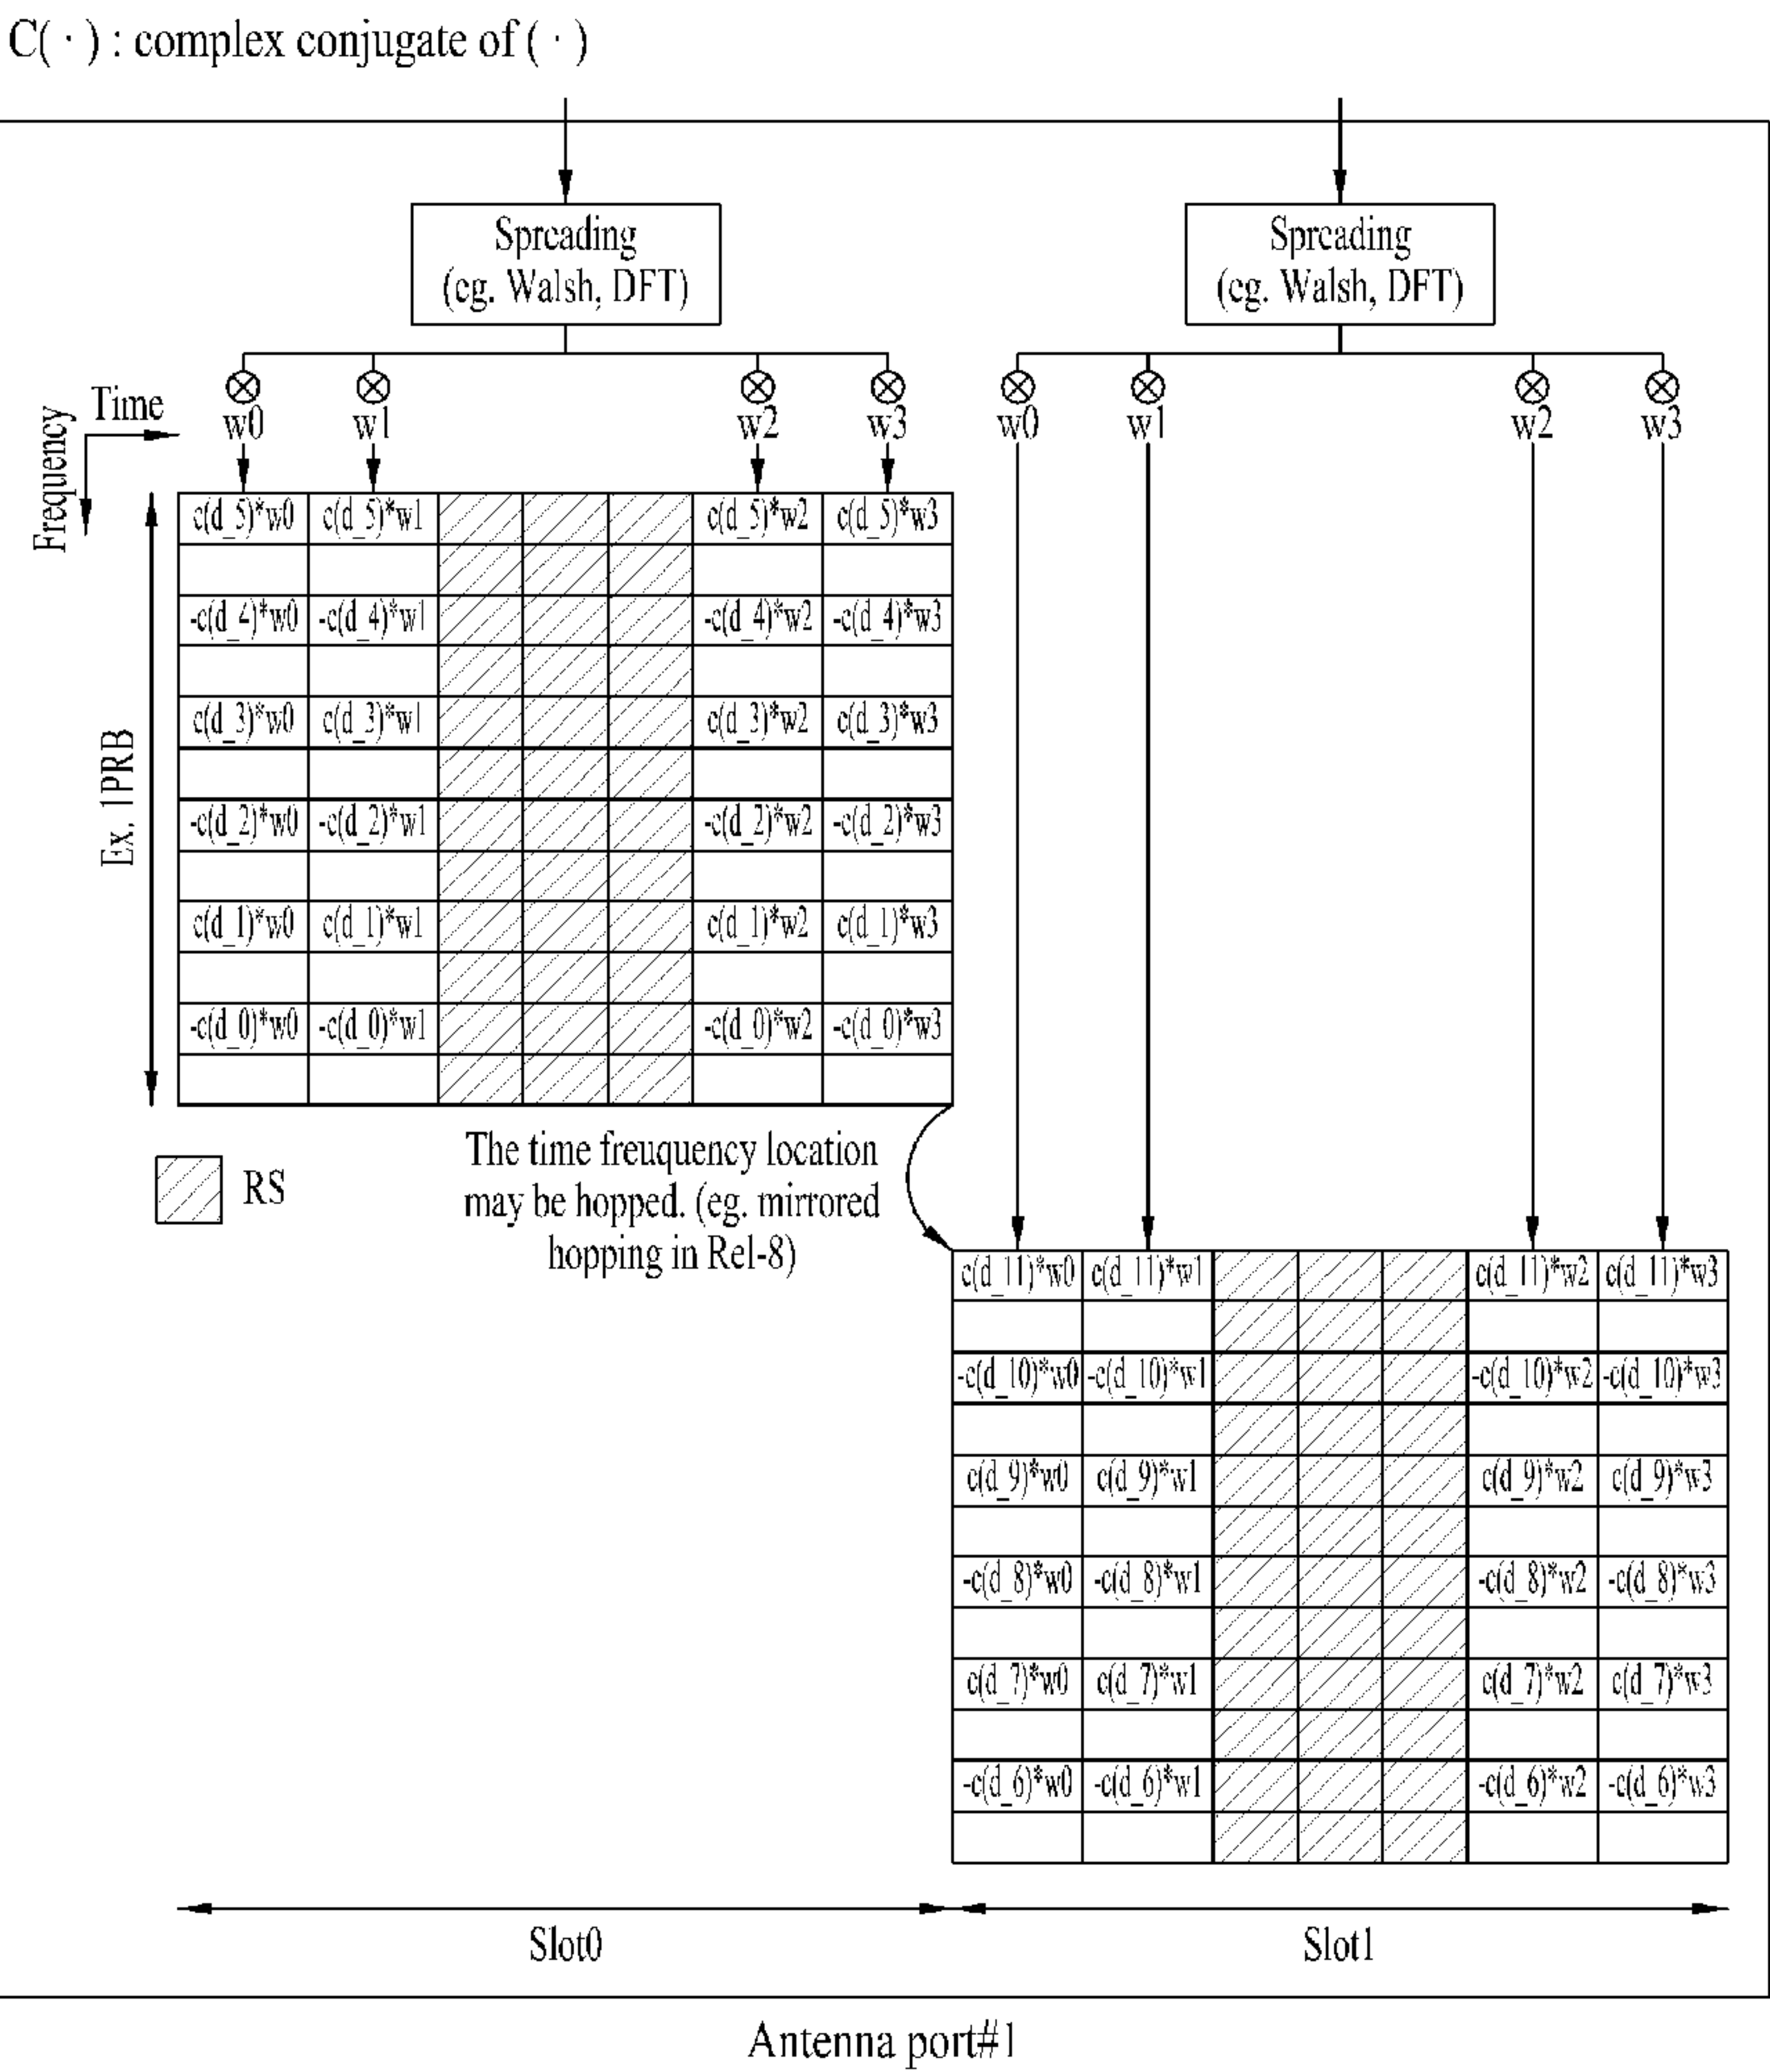 C( · ) : complex conjugate of ( · )
Spreading
(eg. Walsh, DFT)
Spreading
(eg. Walsh, DFT)
Time
Frequency
w0 w1 w2 w3 w0 w1 w2 w3
Ex. 1PRB
c(d_5)*w0 c(d_5)*w1 c(d_5)*w2 c(d_5)*w3
-c(d_4)*w0 -c(d_4)*w1 -c(d_4)*w2 -c(d_4)*w3
c(d_3)*w0 c(d_3)*w1 c(d_3)*w2 c(d_3)*w3
-c(d_2)*w0 -c(d_2)*w1 -c(d_2)*w2 -c(d_2)*w3
c(d_1)*w0 c(d_1)*w1 c(d_1)*w2 c(d_1)*w3
-c(d_0)*w0 -c(d_0)*w1 -c(d_0)*w2 -c(d_0)*w3
RS
The time freuquency location
may be hopped. (eg. mirrored
hopping in Rel-8)
c(d_11)*w0 c(d_11)*w1 c(d_11)*w2 c(d_11)*w3
-c(d_10)*w0 -c(d_10)*w1 -c(d_10)*w2 -c(d_10)*w3
c(d_9)*w0 c(d_9)*w1 c(d_9)*w2 c(d_9)*w3
-c(d_8)*w0 -c(d_8)*w1 -c(d_8)*w2 -c(d_8)*w3
c(d_7)*w0 c(d_7)*w1 c(d_7)*w2 c(d_7)*w3
-c(d_6)*w0 -c(d_6)*w1 -c(d_6)*w2 -c(d_6)*w3
Slot0 Slot1
Antenna port#1